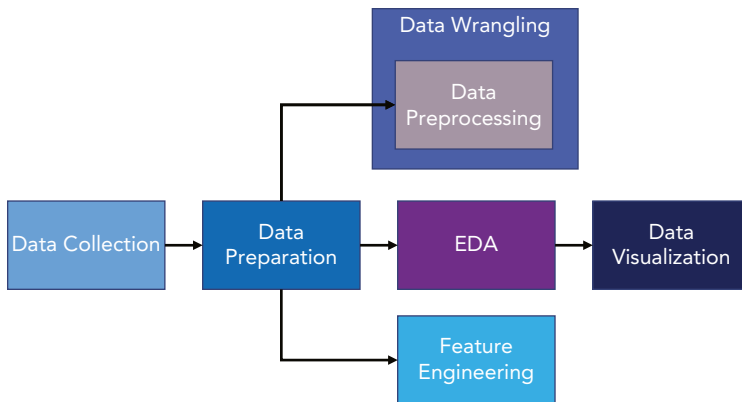 Data Wrangling
Data
Preprocessing
Data Collection
Data
Preparation
EDA
Data
Visualization
Feature
Engineering